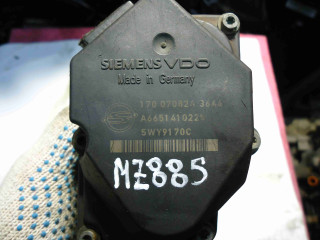 SIEMENS VDO
Made in Germany
A6651410225
5WY9170C
MZ885